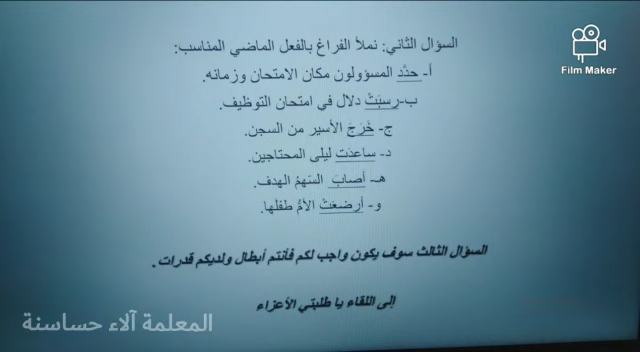 السؤال الثاني: نملأ الفراغ بالفعل الماضي المناسب:
Film Maker
أ- حدَّد المسؤولون مكان الامتحان وزمانه.
ب- رسبَتْ دلال في امتحان التوظيف.
ج- خَرَجَ الأسير من السجن.
د- ساعدَت ليلى المحتاجين.
هـ- أصابَ السّهمُ الهدف.
و- أرضعَتْ الأمُّ طفلها.
السؤال الثالث سوف يكون واجب لكم فأنتم أبطال ولديكم قدرات .
إلى اللقاء يا طلبتي الأعزاء
المعلمة آلاء حساسنة